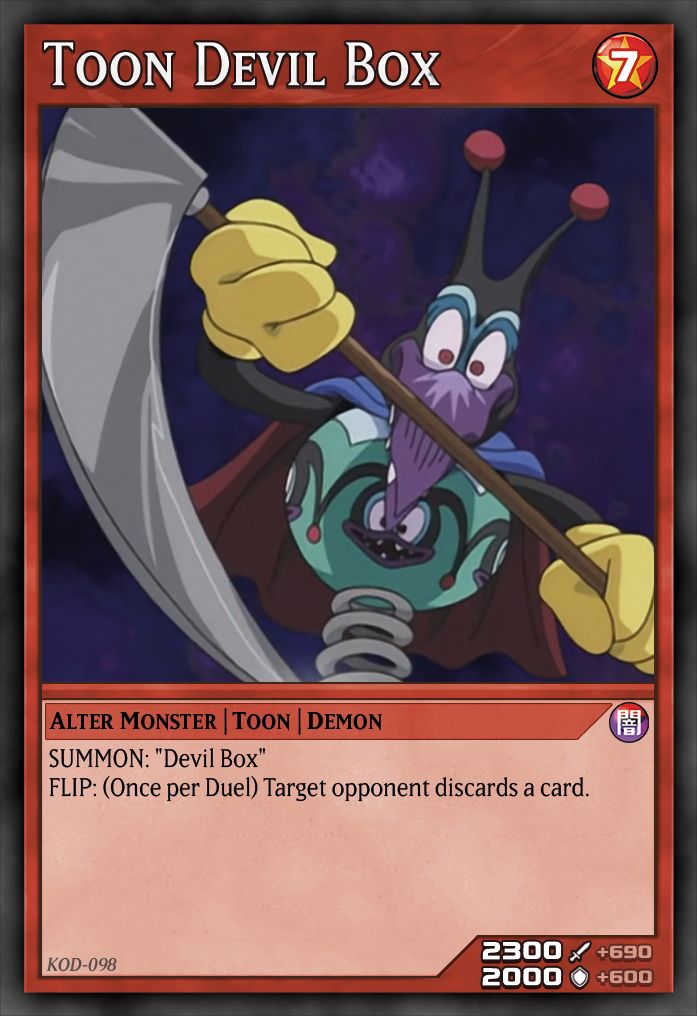 Toon Devil Box
7
Alter Monster | Toon | Demon
闇
SUMMON: "Devil Box"
FLIP: (Once per Duel) Target opponent discards a card.
2300 +690
KOD-098
2000 +600